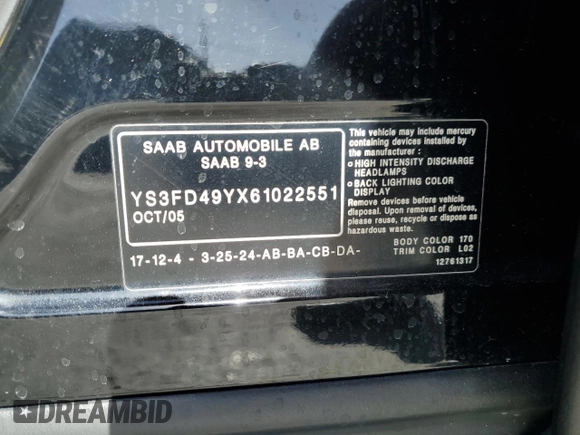 SAAB AUTOMOBILE AB
SAAB 9-3
YS3FD49YX61022551
OCT/05
17-12-4 - 3-25-24-AB-BA-CB-DA-
This vehicle may include mercury
containing devices installed by
the manufacturer:
HIGH INTENSITY DISCHARGE
HEADLAMPS
BACK LIGHTING COLOR
DISPLAY
Remove devices before vehicle
disposal. Upon removal of devices,
please reuse, recycle or dispose as
hazardous waste.
BODY COLOR 170
TRIM COLOR L02
12761317
DREAMBID